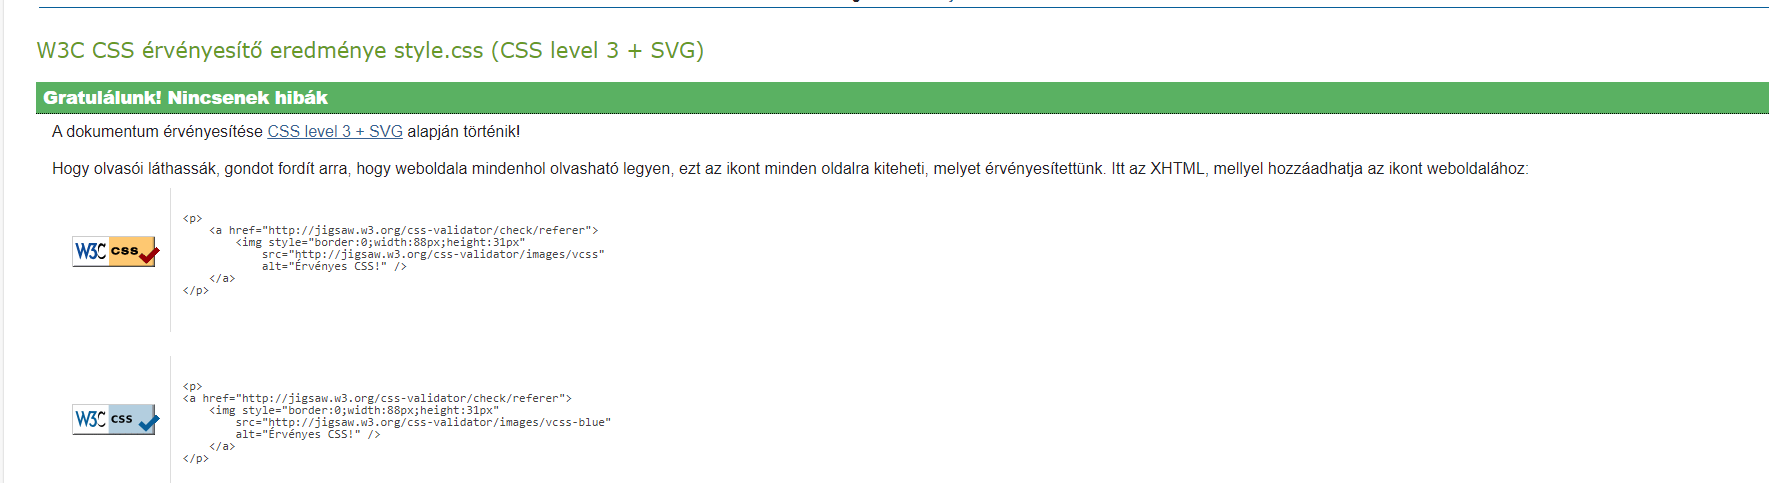 W3C CSS érvényesítő eredménye style.css (CSS level 3 + SVG)
Gratulálunk! Nincsenek hibák
A dokumentum érvényesítése CSS level 3 + SVG alapján történik!
Hogy olvasói láthassák, gondot fordít arra, hogy weboldala mindenhol olvasható legyen, ezt az ikont minden oldalra kiteheti, melyet érvényesítettünk. Itt az XHTML, mellyel hozzáadhatja az ikont weboldalához:
W3C css
<p>
<a href="http://jigsaw.w3.org/css-validator/check/referer">
<img style="border:0;width:88px;height:31px"
src="http://jigsaw.w3.org/css-validator/images/vcss"
alt="Érvényes CSS!" />
</a>
</p>
W3C css
<p>
<a href="http://jigsaw.w3.org/css-validator/check/referer">
<img style="border:0;width:88px;height:31px"
src="http://jigsaw.w3.org/css-validator/images/vcss-blue"
alt="Érvényes CSS!" />
</a>
</p>